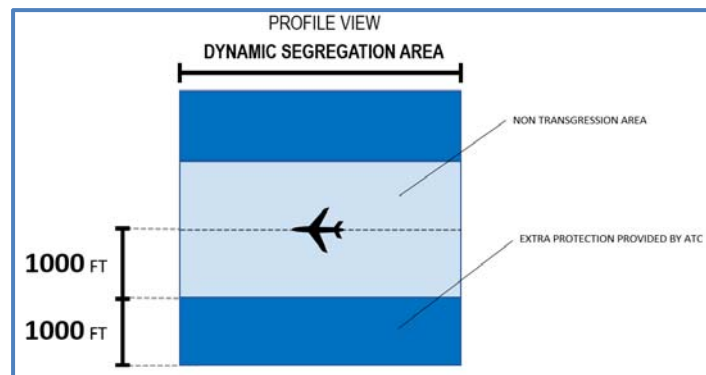 PROFILE VIEW
DYNAMIC SEGREGATION AREA
NON TRANSGRESSION AREA
EXTRA PROTECTION PROVIDED BY ATC
1000 FT
1000 FT